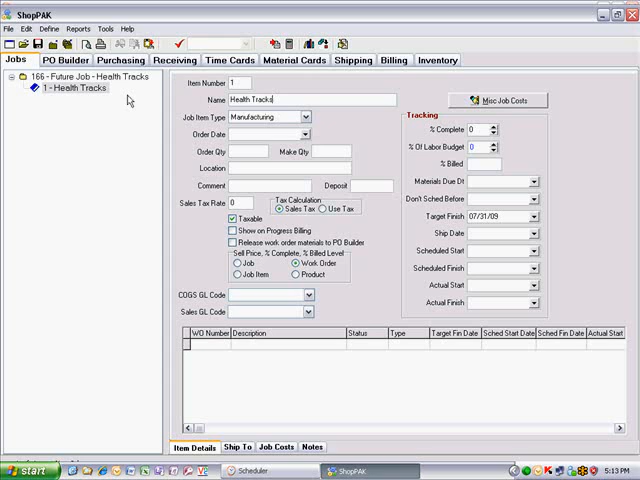 ShopPAK
File Edit Define Reports Tools Help
Jobs PO Builder Purchasing Receiving Time Cards Material Cards Shipping Billing Inventory
166 - Future Job - Health Tracks
1 - Health Tracks
Item Number 1
Name Health Tracks
Misc Job Costs
Job Item Type Manufacturing
Order Date
Order Qty Make Qty
Location
Comment Deposit
Sales Tax Rate 0
Tax Calculation
Sales Tax Use Tax
Taxable
Show on Progress Billing
Release work order materials to PO Builder
Sell Price, % Complete, % Billed Level
Job Work Order
Job Item Product
COGS GL Code
Sales GL Code
Tracking
% Complete 0
% Of Labor Budget 0
% Billed
Materials Due Dt
Don't Sched Before
Target Finish 07/31/09
Ship Date
Scheduled Start
Scheduled Finish
Actual Start
Actual Finish
WO Number Description Status Type Target Fin Date Sched Start Date Sched Fin Date Actual Start
Item Details Ship To Job Costs Notes
start Scheduler ShopPAK 5:13 PM